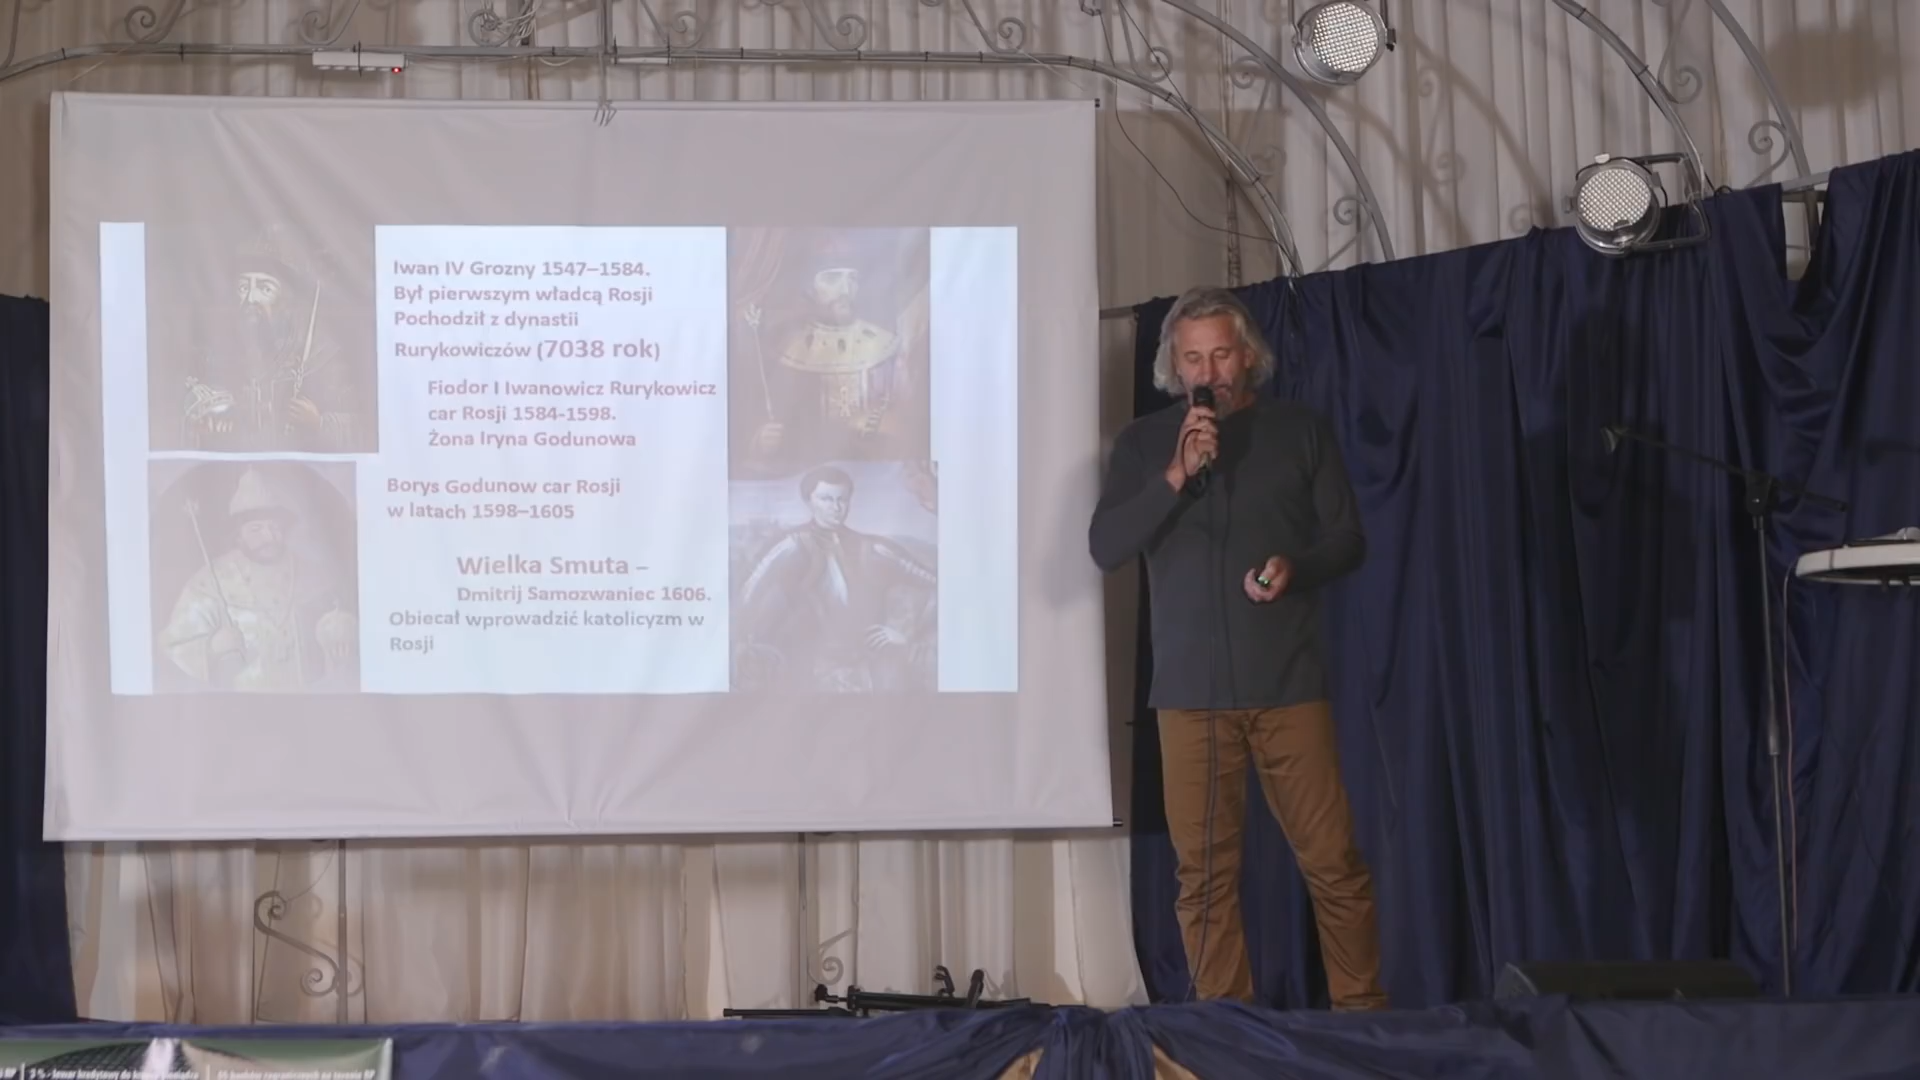 Iwan IV Grozny 1547–1584.
Był pierwszym władcą Rosji
Pochodził z dynastii
Rurykowiczów (7038 rok)
Fiodor I Iwanowicz Rurykowicz
car Rosji 1584-1598.
Żona Iryna Godunowa
Borys Godunow car Rosji
w latach 1598–1605
Wielka Smuta –
Dmitrij Samozwaniec 1606.
Obiecał wprowadzić katolicyzm w
Rosji